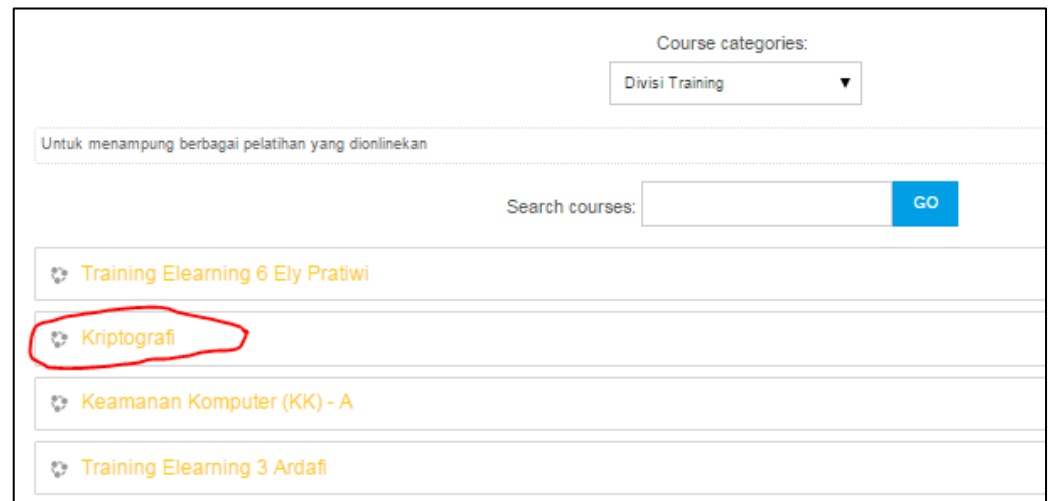 Course categories:
Divisi Training
Untuk menampung berbagai pelatihan yang dionlinekan
Search courses:
GO
Training Elearning 6 Ely Pratiwi
Kriptografi
Keamanan Komputer (KK) - A
Training Elearning 3 Ardafi